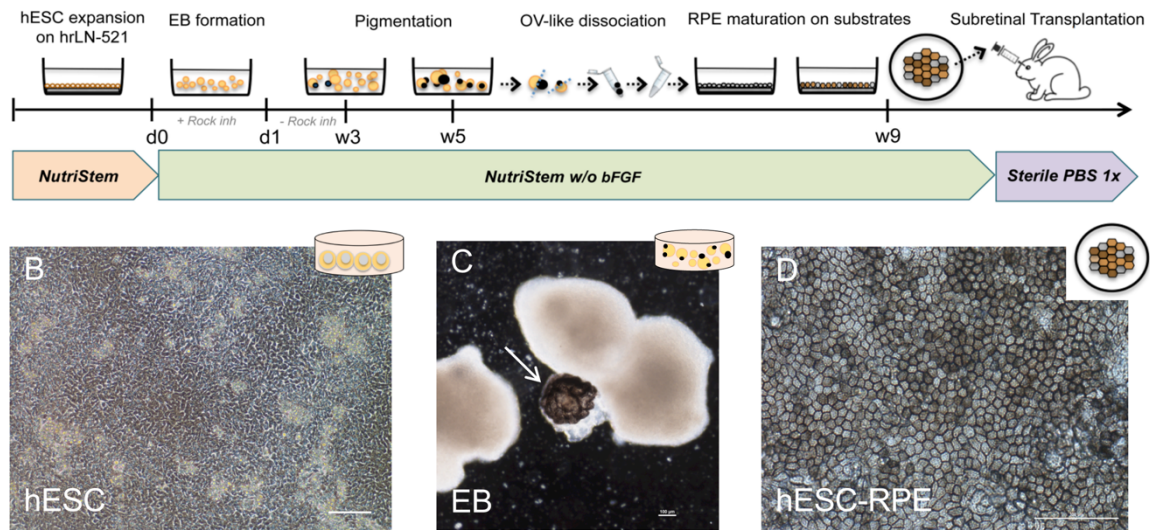 hESC expansion
on hrLN-521
EB formation
Pigmentation
OV-like dissociation
RPE maturation on substrates
Subretinal Transplantation
+ Rock inh
- Rock inh
d0
d1
w3
w5
w9
NutriStem
NutriStem w/o bFGF
Sterile PBS 1x
B
hESC
C
EB
D
hESC-RPE